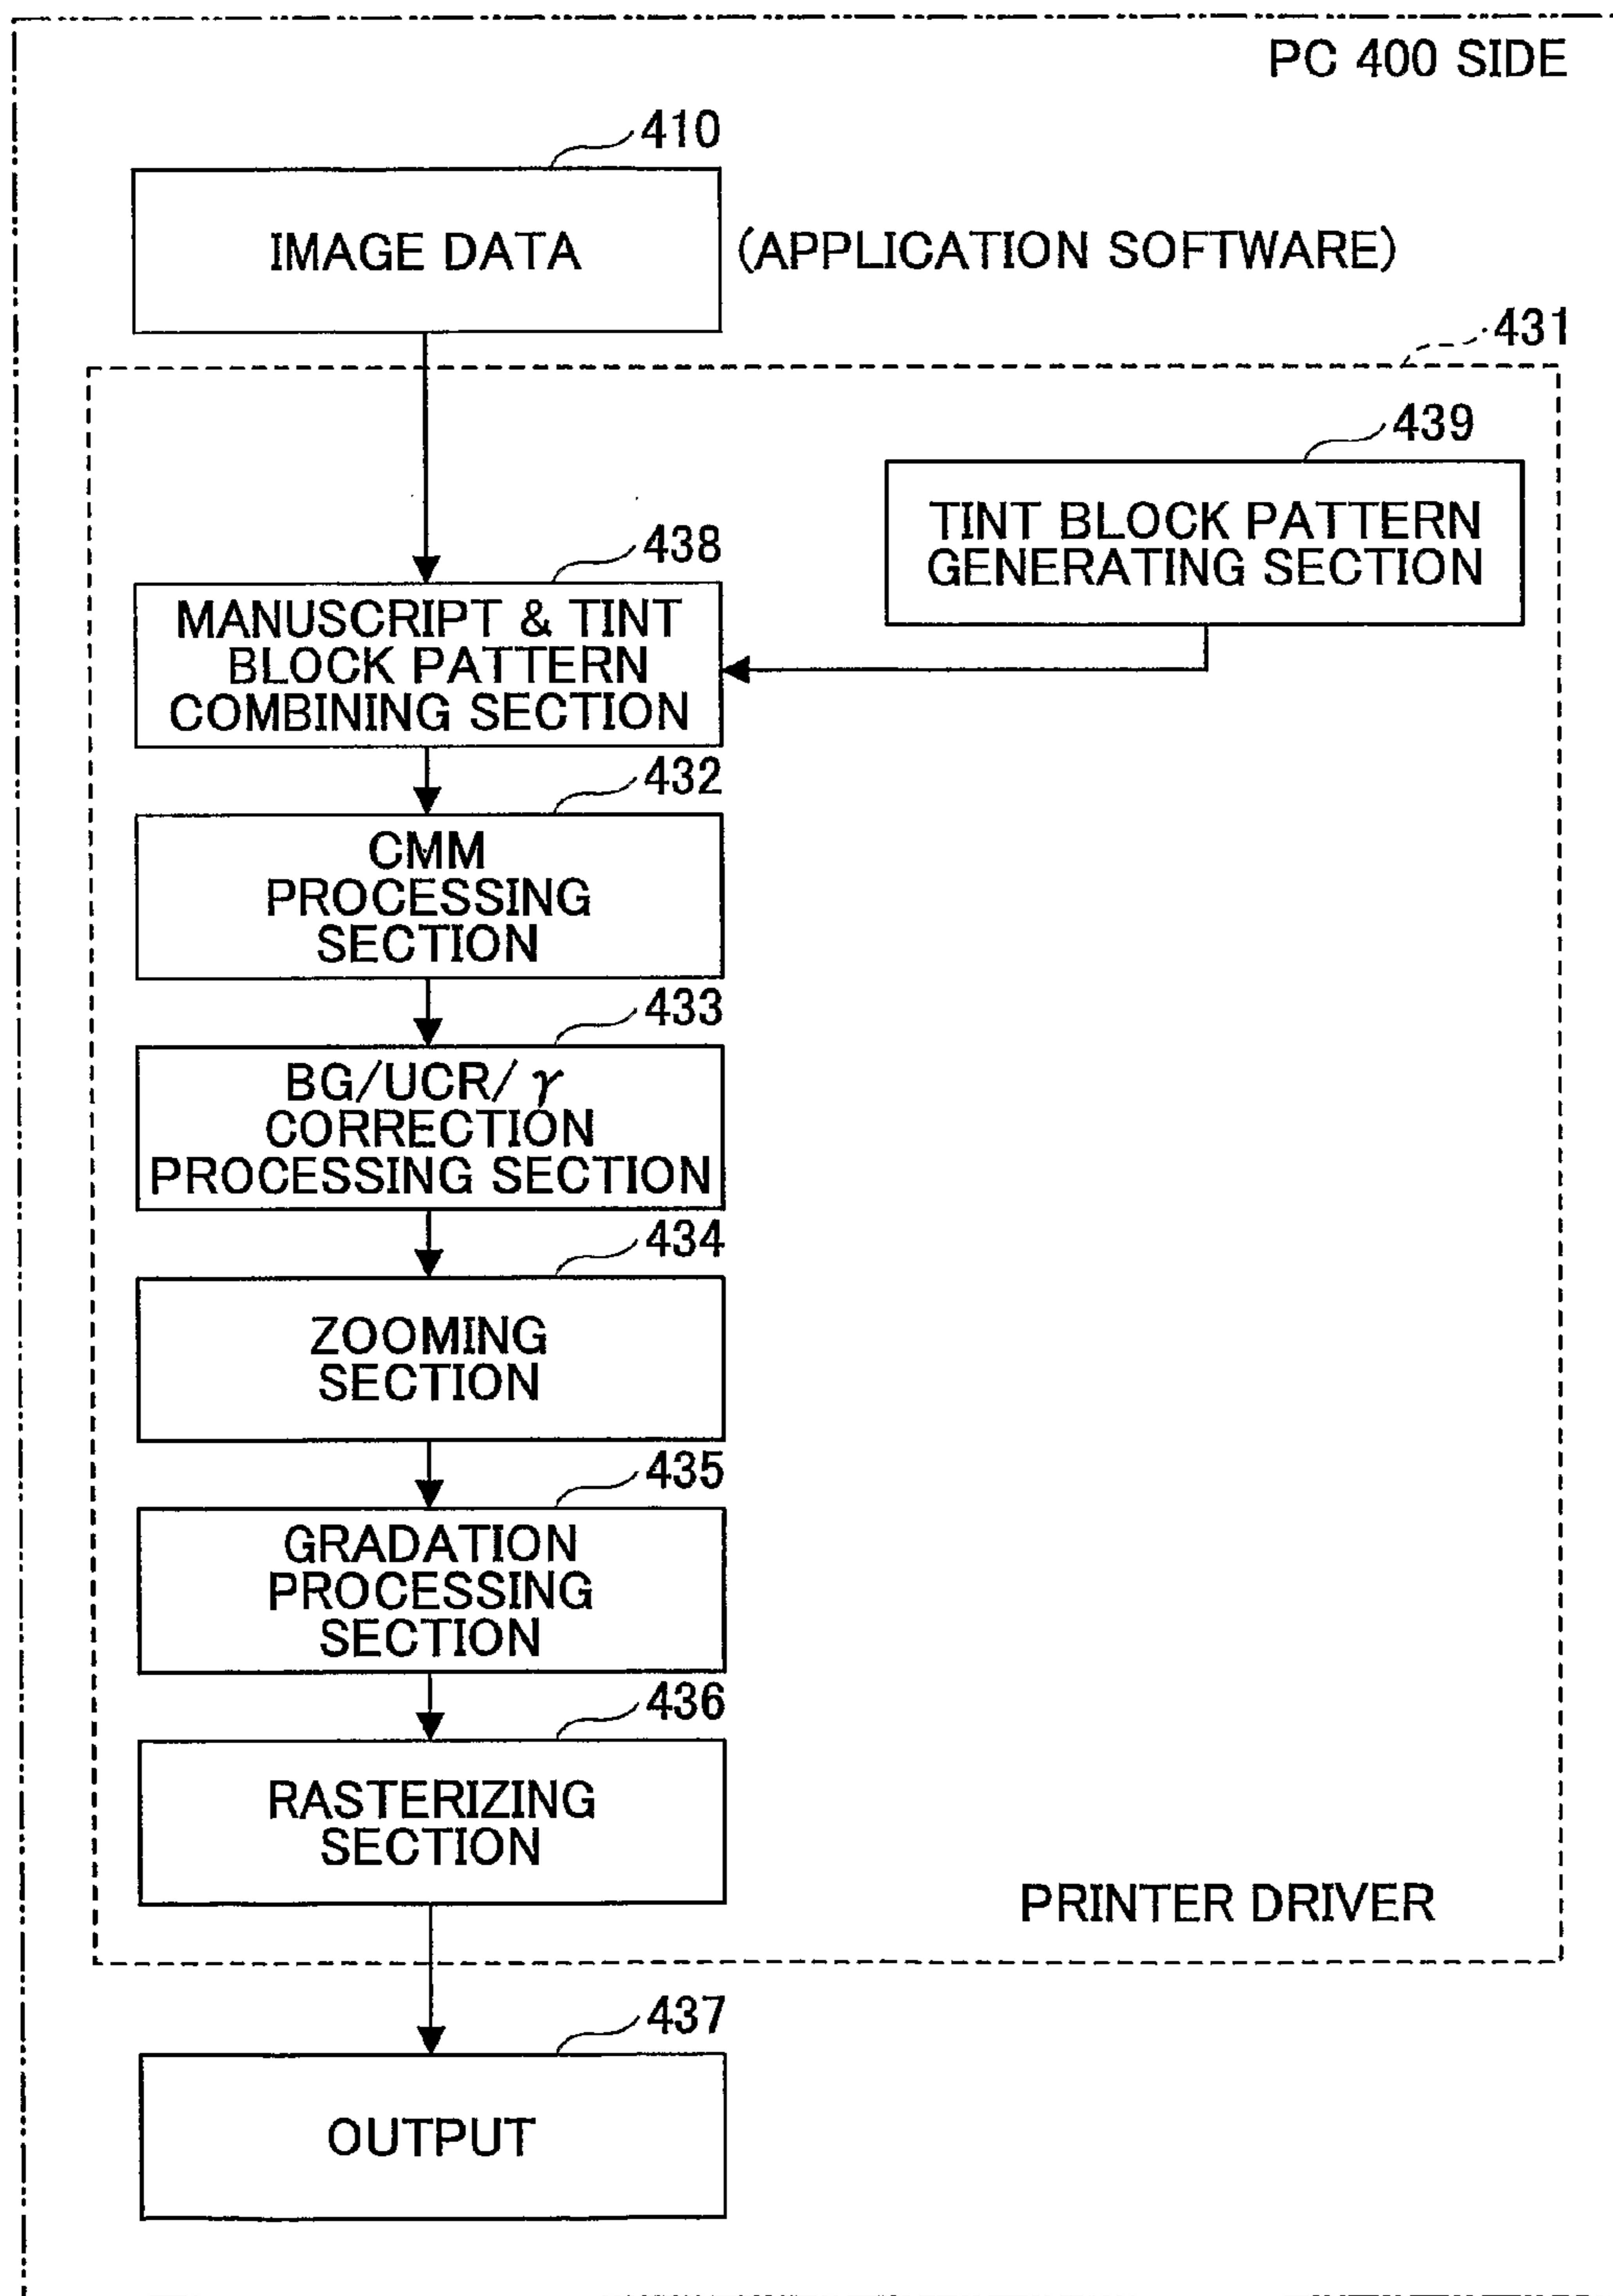 PC 400 SIDE
410
IMAGE DATA
(APPLICATION SOFTWARE)
431
439
TINT BLOCK PATTERN
GENERATING SECTION
438
MANUSCRIPT & TINT
BLOCK PATTERN
COMBINING SECTION
432
CMM
PROCESSING
SECTION
433
BG/UCR/γ
CORRECTION
PROCESSING SECTION
434
ZOOMING
SECTION
435
GRADATION
PROCESSING
SECTION
436
RASTERIZING
SECTION
PRINTER DRIVER
437
OUTPUT